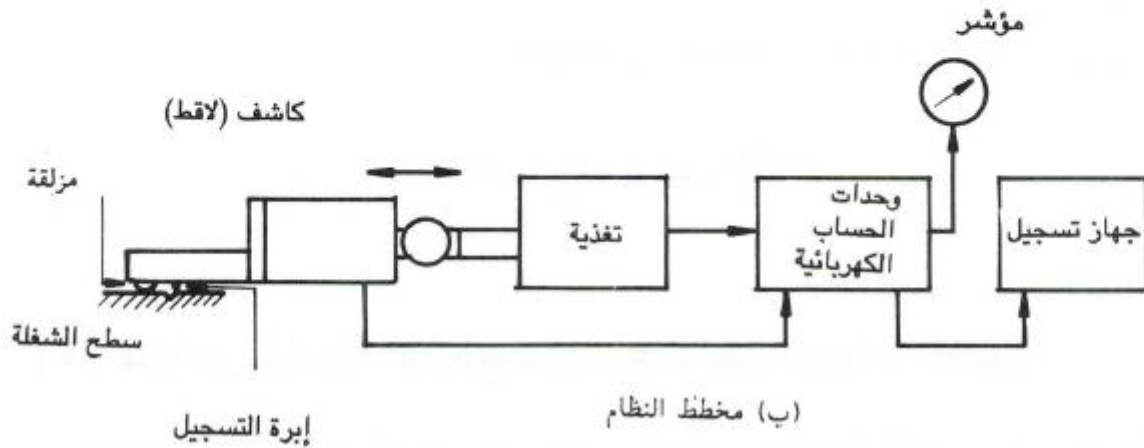 مؤشر
كاشف (لاقط)
مزلقة
تغذية
وحدات
الحساب
الكهربائية
جهاز تسجيل
سطح الشغلة
إبرة التسجيل
(ب) مخطط النظام